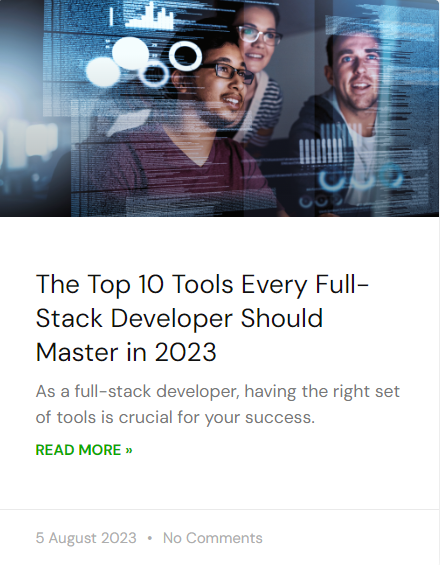 The Top 10 Tools Every Full-
Stack Developer Should
Master in 2023
As a full-stack developer, having the right set
of tools is crucial for your success.
READ MORE »
5 August 2023 • No Comments